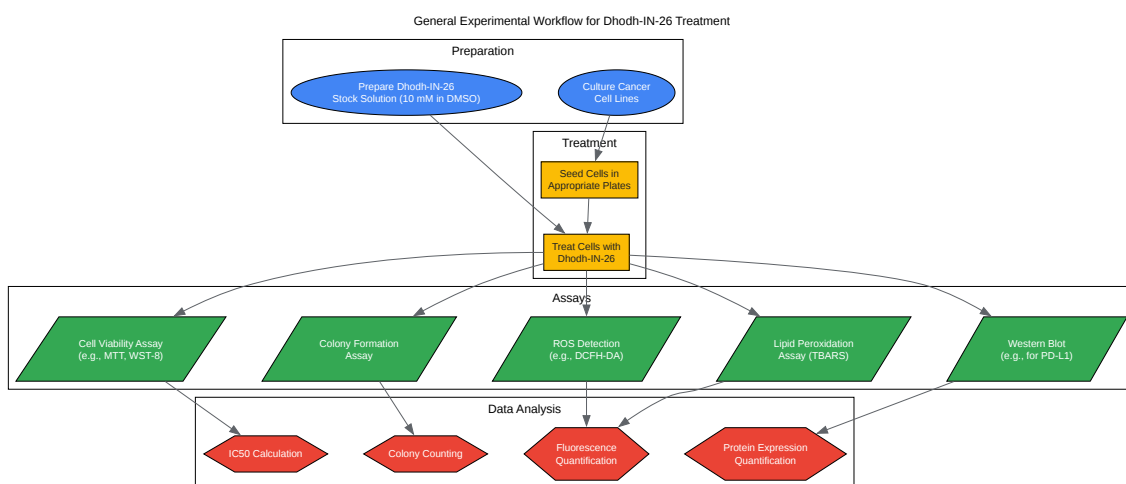 General Experimental Workflow for Dhodh-IN-26 Treatment
Preparation
Prepare Dhodh-IN-26
Stock Solution (10 mM in DMSO)
Culture Cancer
Cell Lines
Treatment
Seed Cells in
Appropriate Plates
Treat Cells with
Dhodh-IN-26
Assays
Cell Viability Assay
(e.g., MTT, WST-8)
Colony Formation
Assay
ROS Detection
(e.g., DCFH-DA)
Lipid Peroxidation
Assay (TBARS)
Western Blot
(e.g., for PD-L1)
Data Analysis
IC50 Calculation
Colony Counting
Fluorescence
Quantification
Protein Expression
Quantification